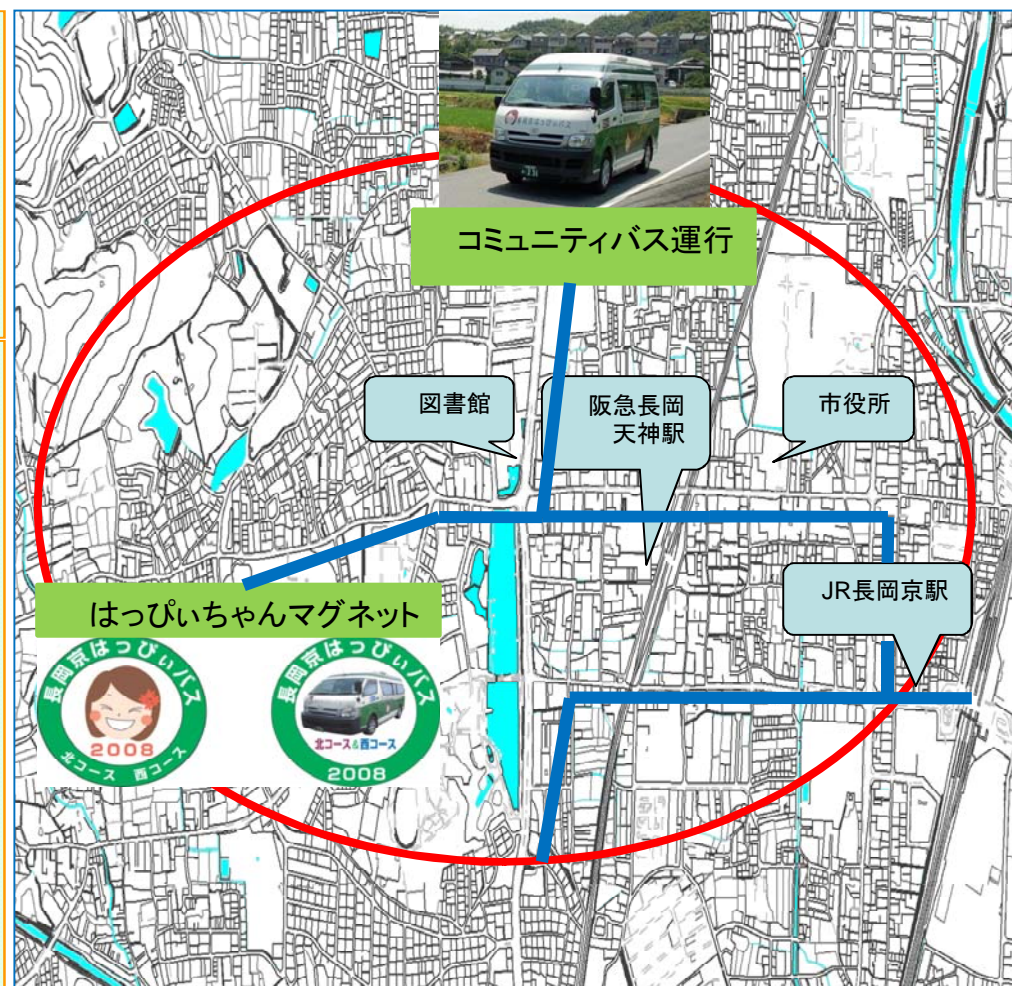 コミュニティバス運行
図書館
阪急長岡
天神駅
市役所
JR長岡京駅
はっぴぃちゃんマグネット
長岡京はっぴぃバス
2008
北コース 西コース
長岡京はっぴぃバス
北コース&西コース
2008